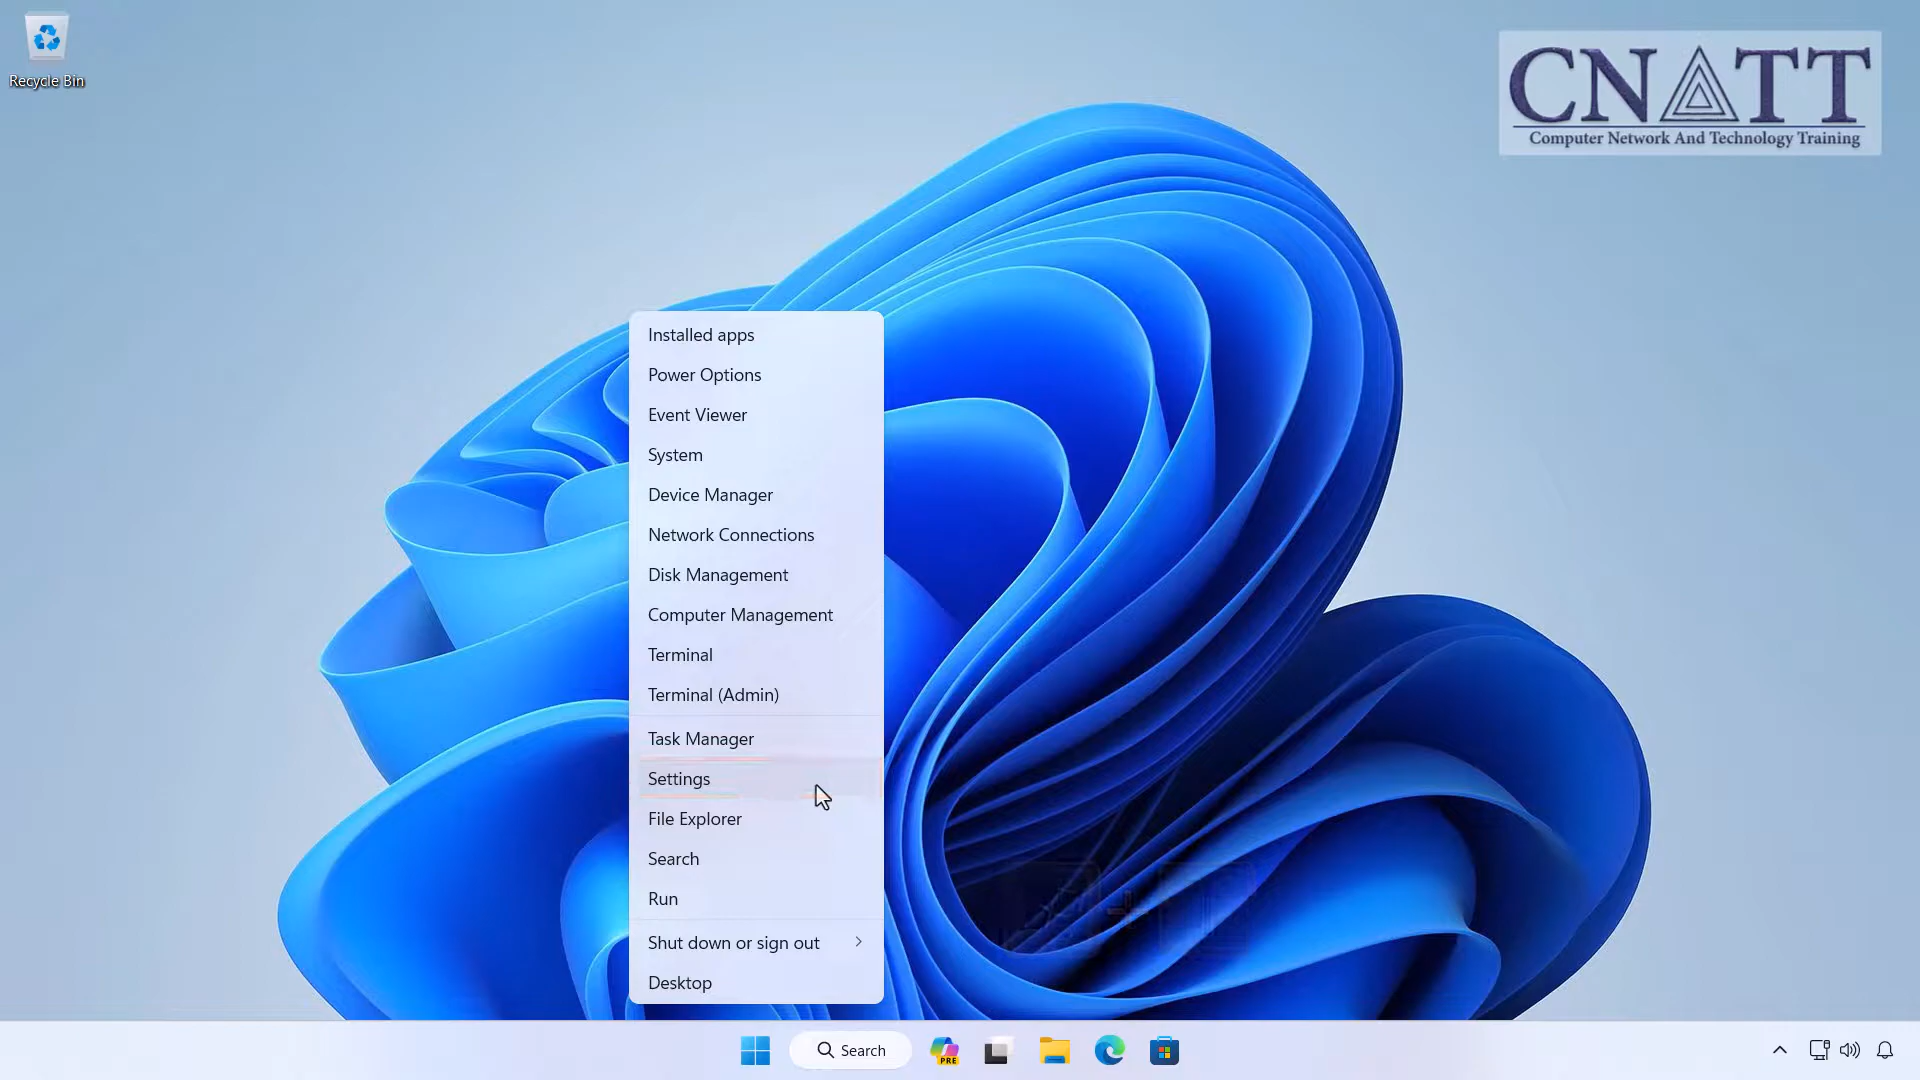 Recycle Bin
CNATT
Computer Network And Technology Training
Installed apps
Power Options
Event Viewer
System
Device Manager
Network Connections
Disk Management
Computer Management
Terminal
Terminal (Admin)
Task Manager
Settings
File Explorer
Search
Run
Shut down or sign out
Desktop
Search
PRE